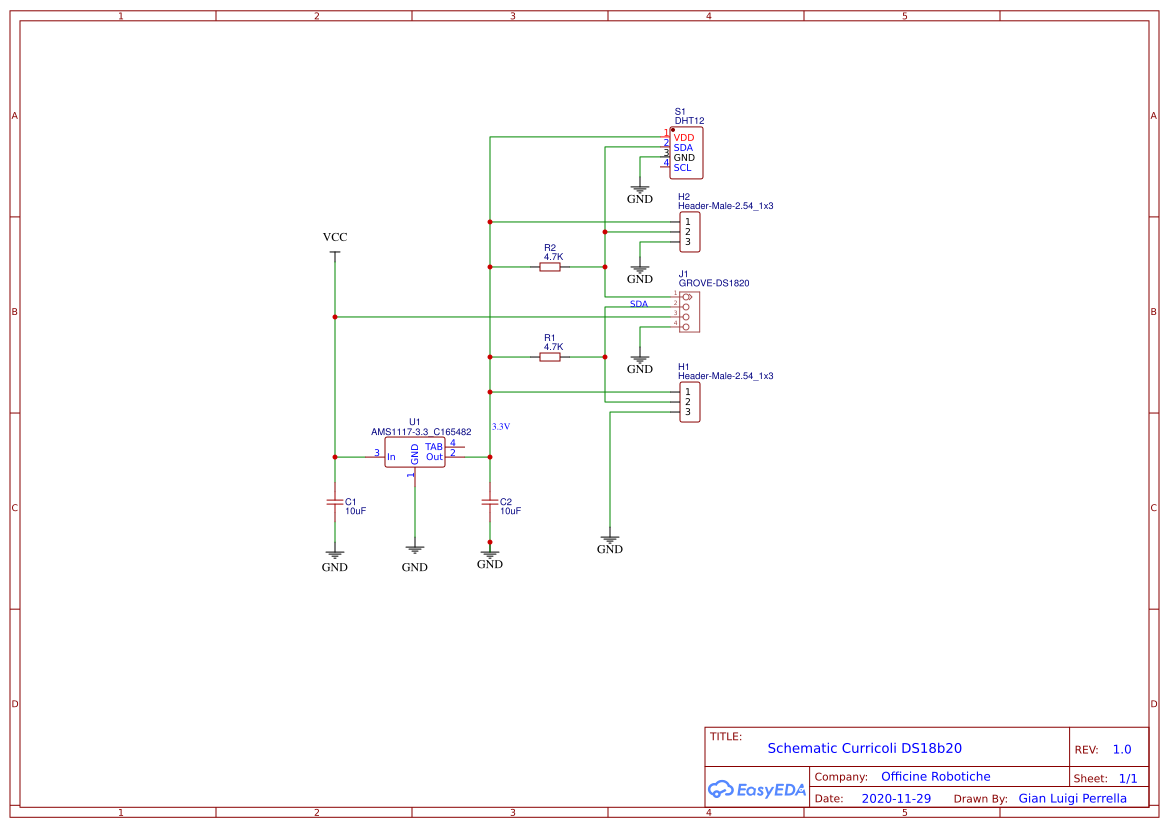 1 2 3 4 5
A A
S1
DHT12
1 VDD
2 SDA
3 GND
4 SCL
GND
H2
Header-Male-2.54_1x3
1
2
3
VCC
R2
4.7K
GND
J1
GROVE-DS1820
1
SDA 2
3
4
B B
R1
4.7K
GND
H1
Header-Male-2.54_1x3
1
2
3
U1
AMS1117-3.3_C165482
3.3V
3 In GND TAB 4
Out 2
1
C1
10uF
C2
10uF
C C
GND GND GND GND
D D
TITLE:
Schematic Curricoli DS18b20
REV: 1.0
EasyEDA
Company: Officine Robotiche
Sheet: 1/1
Date: 2020-11-29 Drawn By: Gian Luigi Perrella
1 2 3 4 5